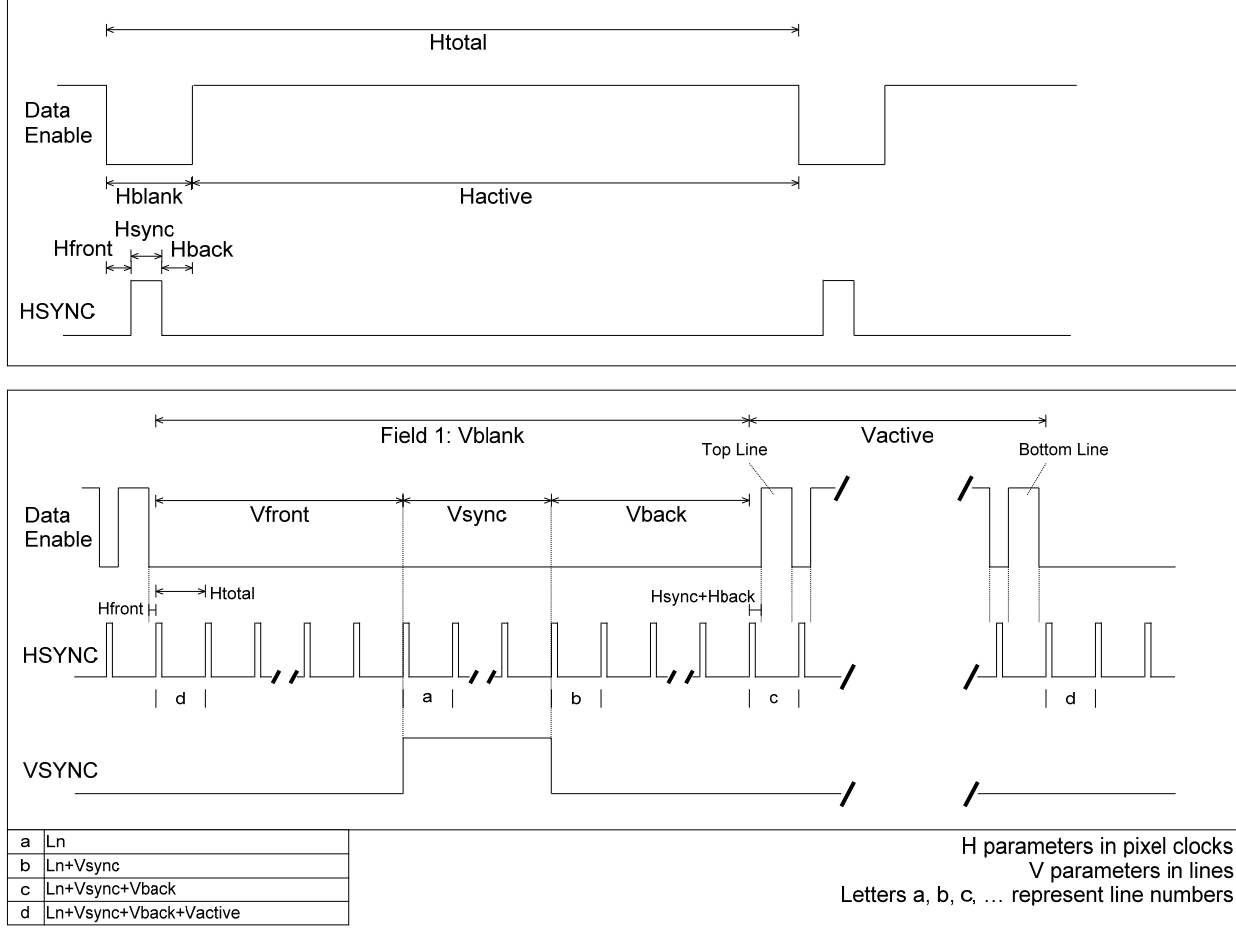 Htotal
Data
Enable
Hblank
Hactive
Hsync
Hfront
Hback
HSYNC
Field 1: Vblank
Vactive
Top Line
Bottom Line
Data
Enable
Vfront
Vsync
Vback
Htotal
Hfront
Hsync+Hback
HSYNC
d
a
b
c
d
VSYNC
a Ln
b Ln+Vsync
c Ln+Vsync+Vback
d Ln+Vsync+Vback+Vactive
H parameters in pixel clocks
V parameters in lines
Letters a, b, c, … represent line numbers